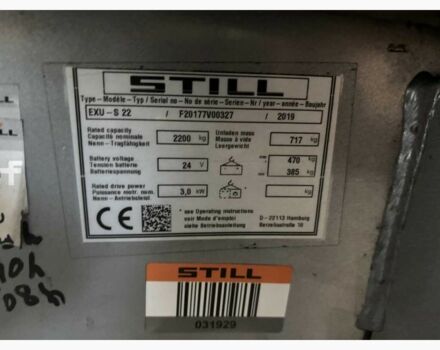 STILL
Type – Modèle – Typ / Serial no – No de série – Serien – Nr / year – année – Baujahr
EXU – S 22 / F20177V00327 / 2019
Rated capacity
Capacité nominale
Nenn – Tragfähigkeit
2200 kg
Unladen mass
Masse à vide
Leergewicht
717 kg
Battery voltage
Tension batterie
Batteriespannung
24 V
max 470 kg
min 385 kg
Rated drive power
Puissance motr. nom.
Nenn – Antriebsleist
3,0 kW
CE
* see Operating instructions
voir Mode d'emploi
siehe Betriebsanleitung
D – 22113 Hamburg
Berzeliusstraße 10
STILL
031929